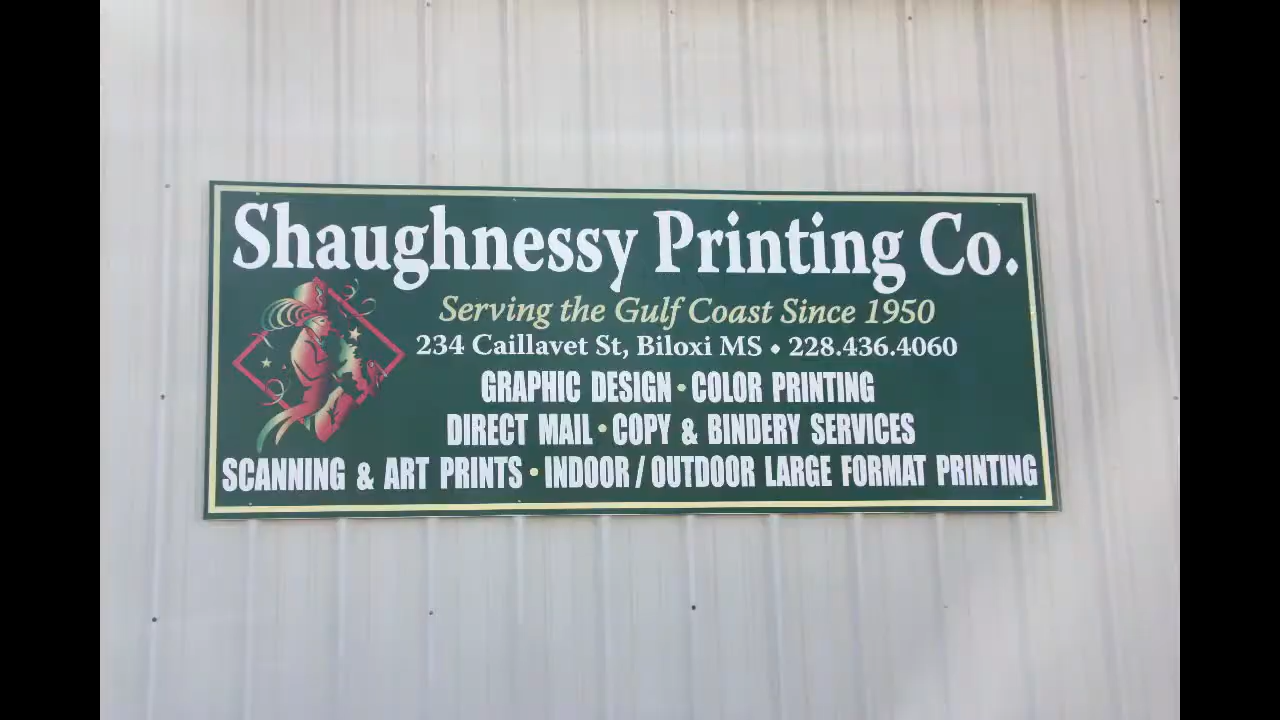 Shaughnessy Printing Co.
Serving the Gulf Coast Since 1950
234 Caillavet St, Biloxi MS • 228.436.4060
GRAPHIC DESIGN • COLOR PRINTING
DIRECT MAIL • COPY & BINDERY SERVICES
SCANNING & ART PRINTS • INDOOR / OUTDOOR LARGE FORMAT PRINTING